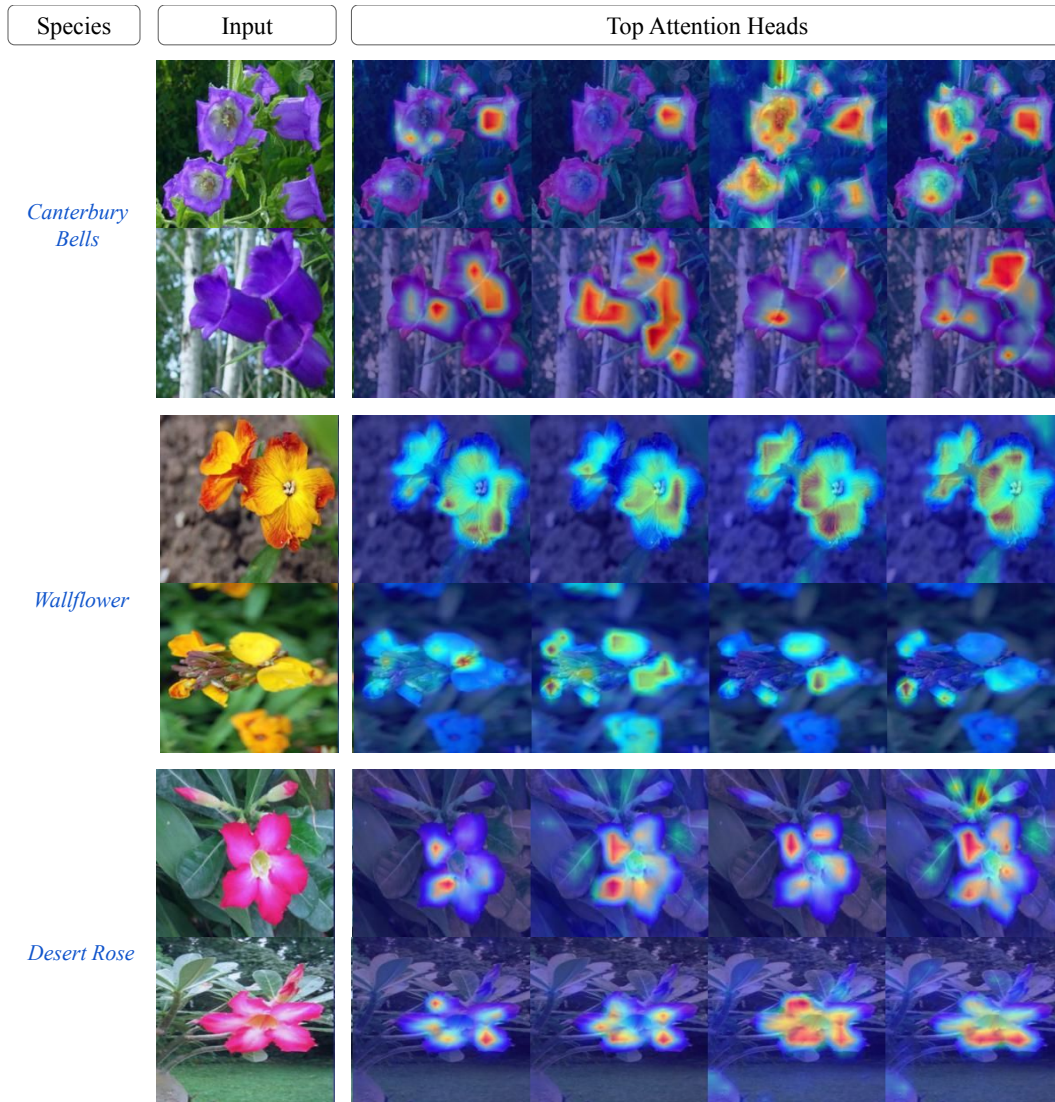 Species
Input
Top Attention Heads
Canterbury
Bells
Wallflower
Desert Rose